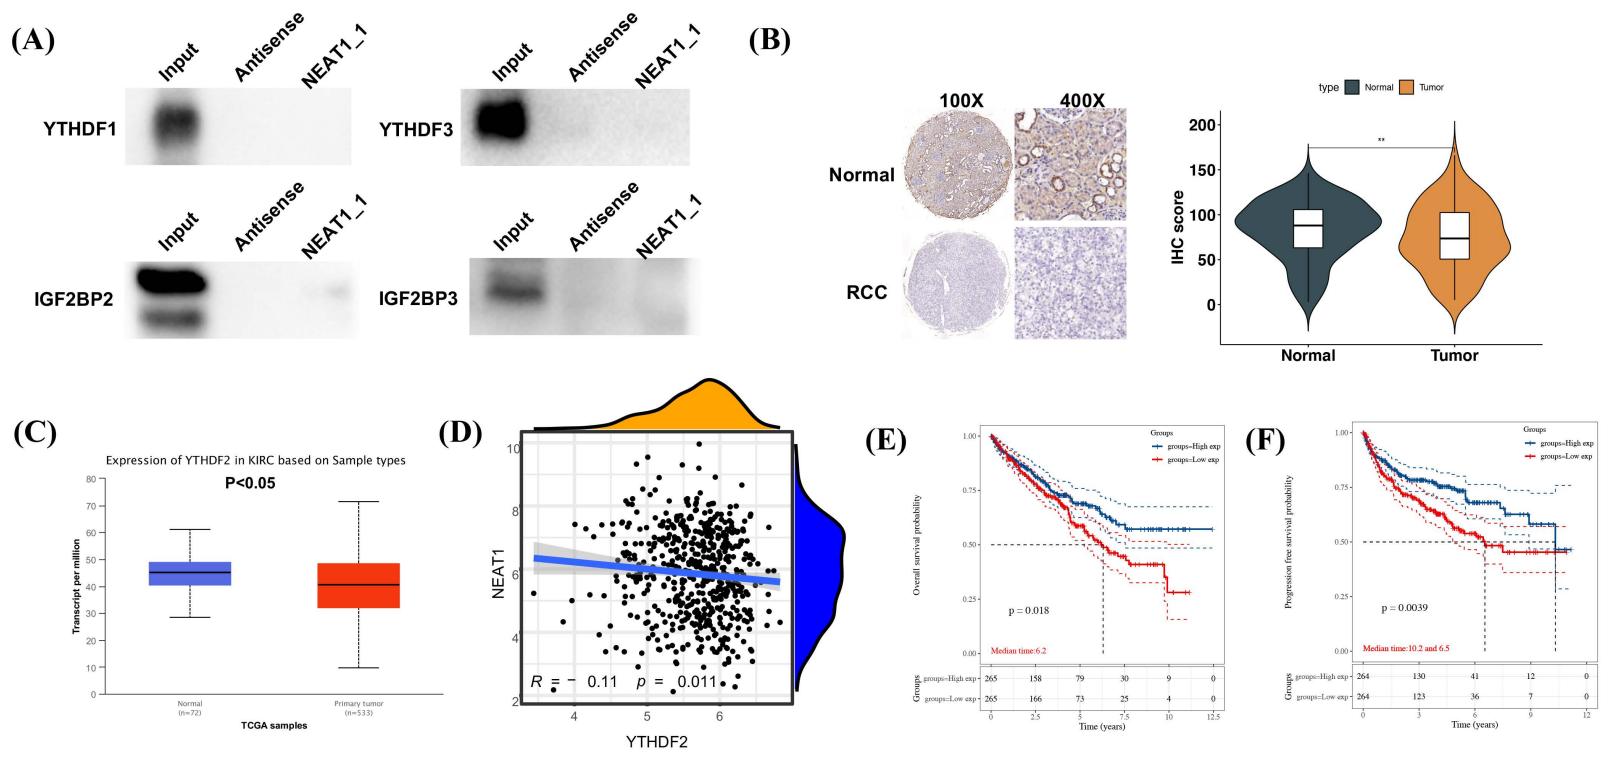 (A)
Input
Antisense
NEAT1_1
YTHDF1
Input
Antisense
NEAT1_1
YTHDF3
Input
Antisense
NEAT1_1
IGF2BP2
Input
Antisense
NEAT1_1
IGF2BP3
(B)
100X
400X
Normal
RCC
type
Normal
Tumor
IHC score
200
150
100
50
0
**
Normal
Tumor
(C)
Expression of YTHDF2 in KIRC based on Sample types
P<0.05
Transcript per million
80
70
60
50
40
30
20
10
0
Normal
(n=72)
Primary tumor
(n=533)
TCGA samples
(D)
NEAT1
10
8
6
4
2
R = − 0.11 p = 0.011
4
5
6
YTHDF2
(E)
Groups
groups=High exp
groups=Low exp
Overall survival probability
1.00
0.75
0.50
0.25
0.00
p = 0.018
Median time:6.2
Groups
groups=High exp 265 158 79 30 9 0
groups=Low exp 265 166 73 25 4 0
0 2.5 5 7.5 10 12.5
Time (years)
(F)
Groups
groups=High exp
groups=Low exp
Progression free survival probability
1.00
0.75
0.50
0.25
0.00
p = 0.0039
Median time:10.2 and 6.5
Groups
groups=High exp 264 130 41 12 0
groups=Low exp 264 123 36 7 0
0 3 6 9 12
Time (years)